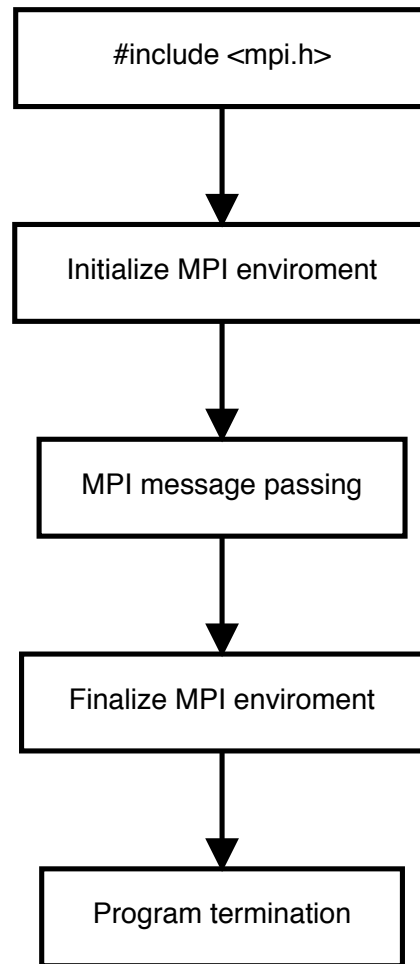 #include <mpi.h>
Initialize MPI enviroment
MPI message passing
Finalize MPI enviroment
Program termination